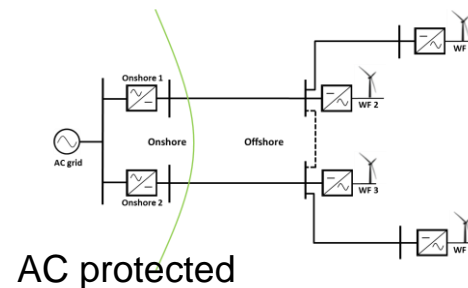 WF
Onshore 1
WF 2
Onshore
Offshore
AC grid
WF 3
Onshore 2
WF
AC protected